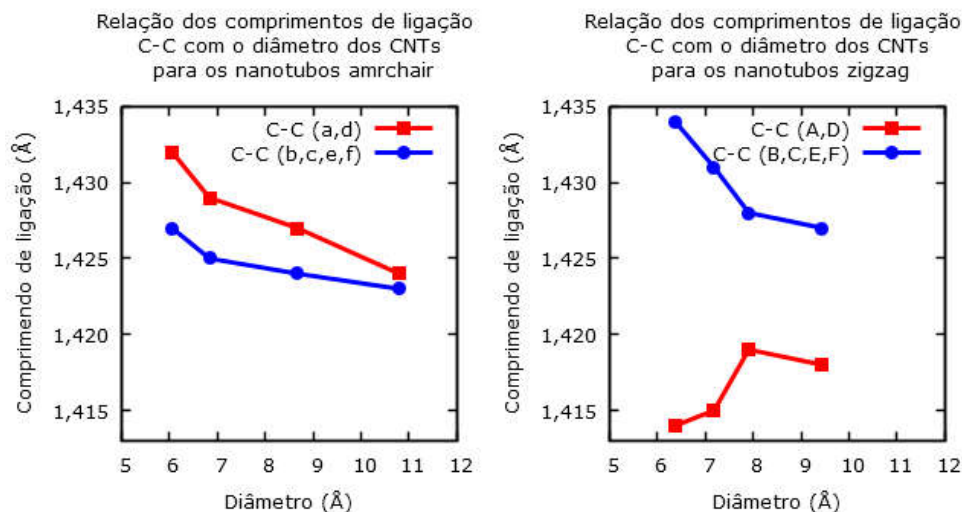 Relação dos comprimentos de ligação
C-C com o diâmetro dos CNTs
para os nanotubos amrchair
1,435
1,430
1,425
1,420
1,415
Comprimendo de ligação (Å)
C-C (a,d)
C-C (b,c,e,f)
5 6 7 8 9 10 11 12
Diâmetro (Å)
Relação dos comprimentos de ligação
C-C com o diâmetro dos CNTs
para os nanotubos zigzag
1,435
1,430
1,425
1,420
1,415
Comprimendo de ligação (Å)
C-C (A,D)
C-C (B,C,E,F)
5 6 7 8 9 10 11 12
Diâmetro (Å)